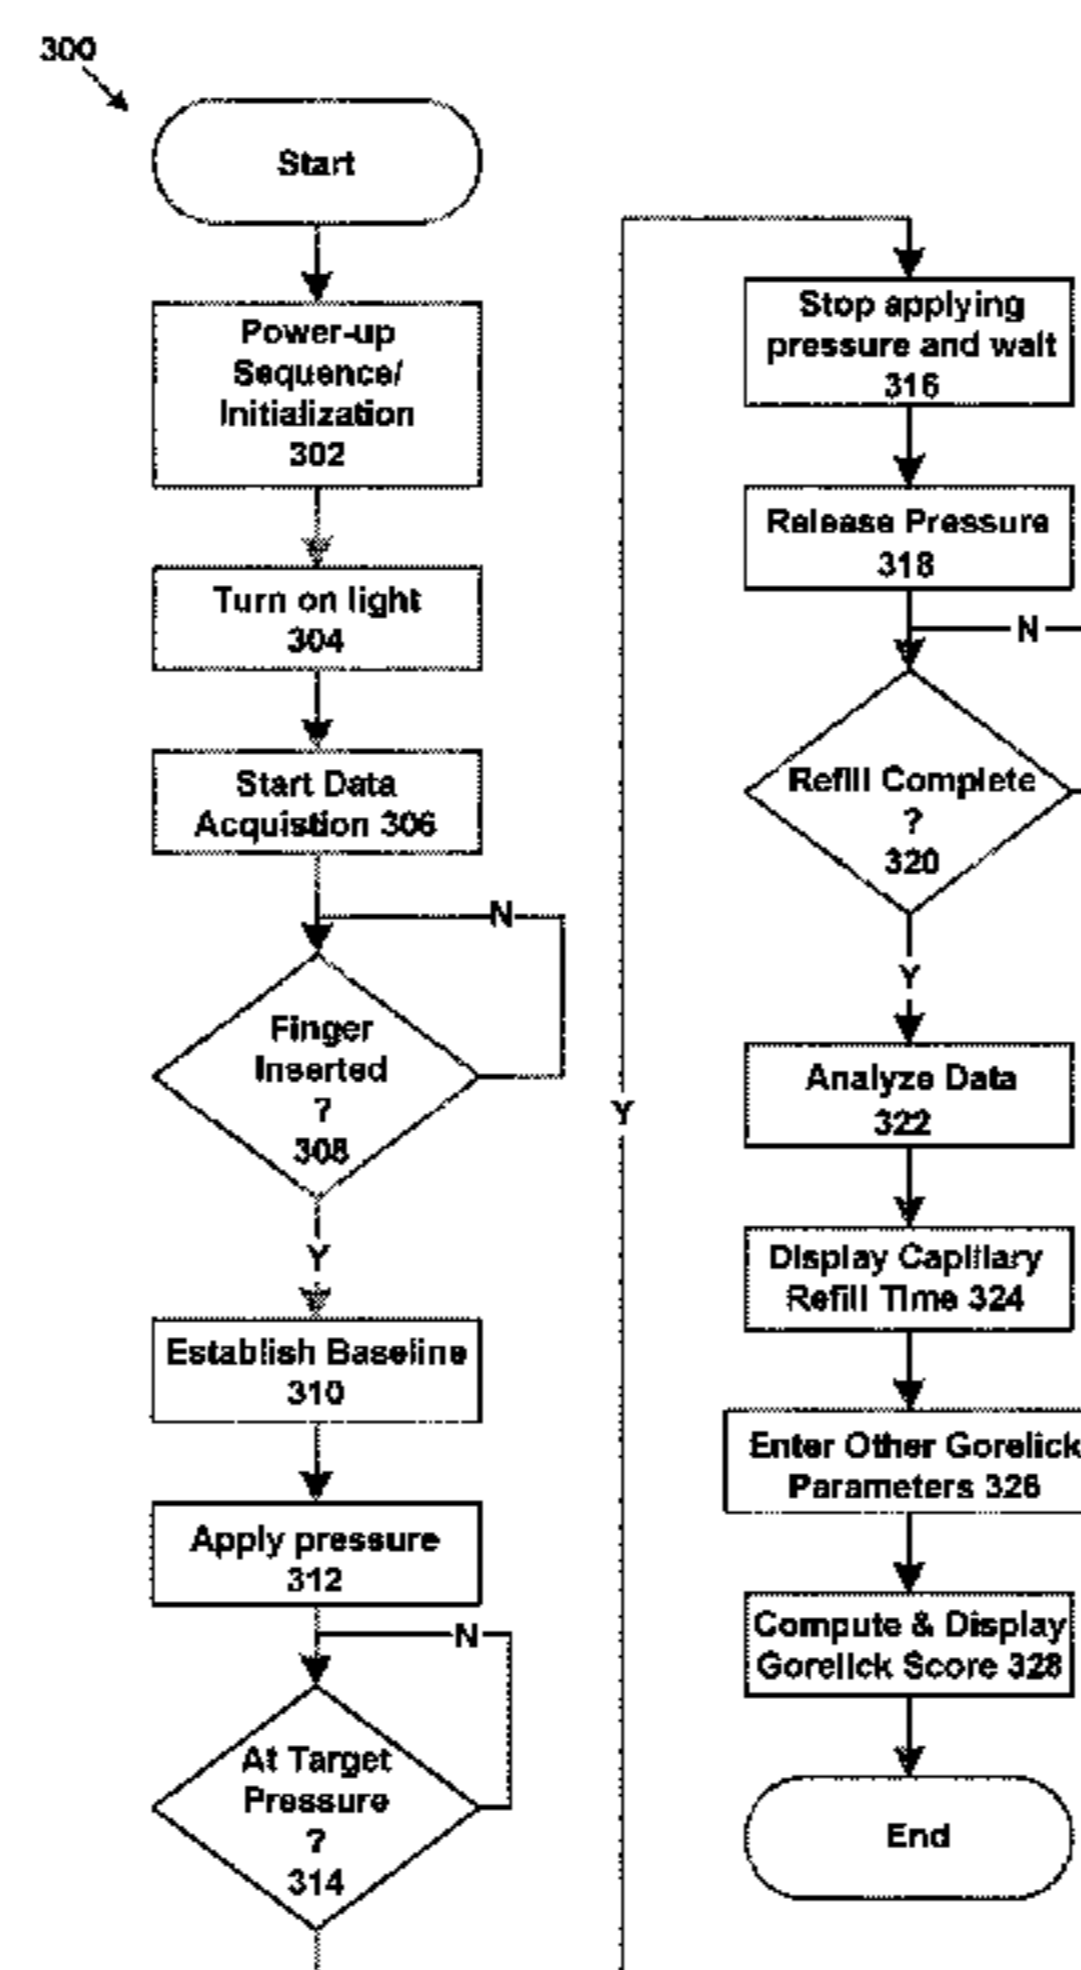 300
Start
Power-up
Sequence/
Initialization
302
Turn on light
304
Start Data
Acquistion 306
N
Finger
Inserted
?
308
Y
Establish Baseline
310
Apply pressure
312
N
At Target
Pressure
?
314
Y
Stop applying
pressure and wait
316
Release Pressure
318
N
Refill Complete
?
320
Y
Analyze Data
322
Display Capillary
Refill Time 324
Enter Other Gorelick
Parameters 326
Compute & Display
Gorelick Score 328
End